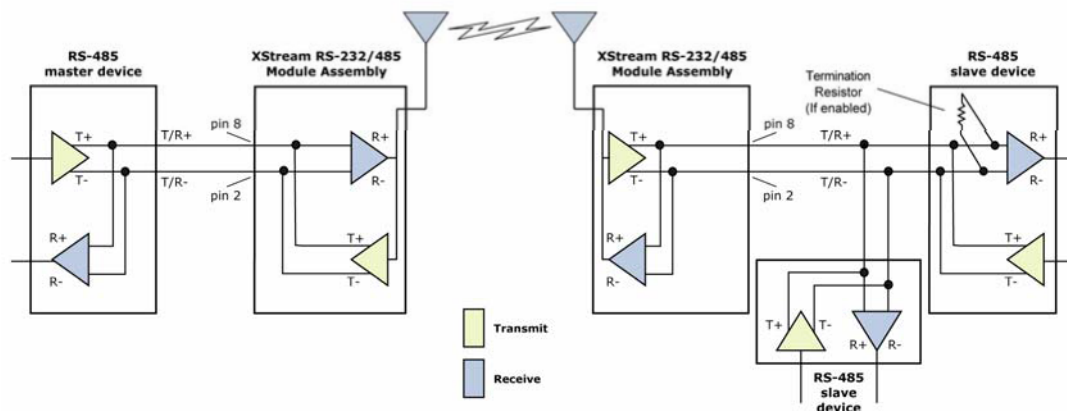 RS-485
master device
XStream RS-232/485
Module Assembly
XStream RS-232/485
Module Assembly
RS-485
slave device
Termination
Resistor
(If enabled)
T+
T-
R+
R-
T/R+
T/R-
pin 8
pin 2
R+
R-
T+
T-
T+
T-
R+
R-
pin 8
pin 2
T/R+
T/R-
R+
R-
T+
T-
T+
T-
R+
R-
RS-485
slave
device
Transmit
Receive